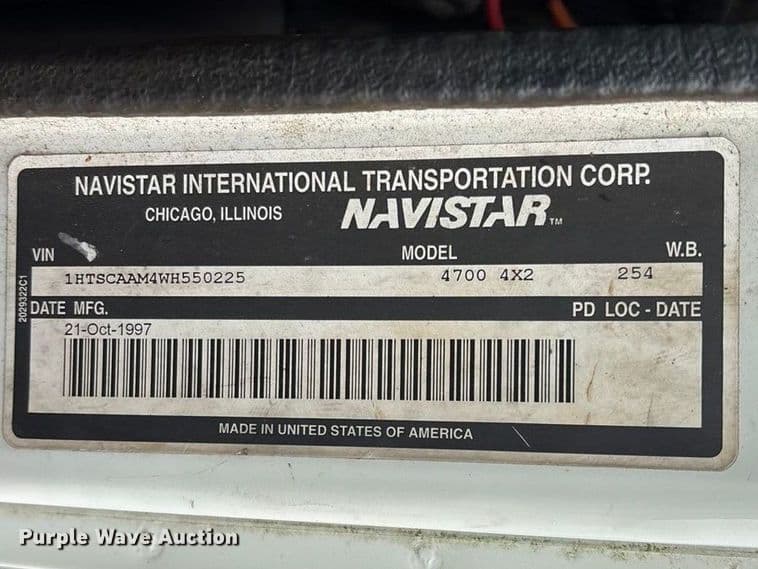 NAVISTAR INTERNATIONAL TRANSPORTATION CORP.
CHICAGO, ILLINOIS NAVISTAR™
VIN MODEL W.B.
1HTSCAAM4WH550225 4700 4X2 254
2029322C1
DATE MFG. PD LOC - DATE
21-Oct-1997
MADE IN UNITED STATES OF AMERICA
Purple Wave Auction